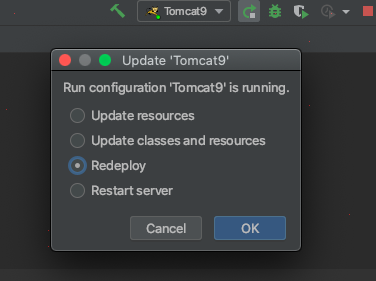 Tomcat9
Update 'Tomcat9'
Run configuration 'Tomcat9' is running.
Update resources
Update classes and resources
Redeploy
Restart server
Cancel
OK